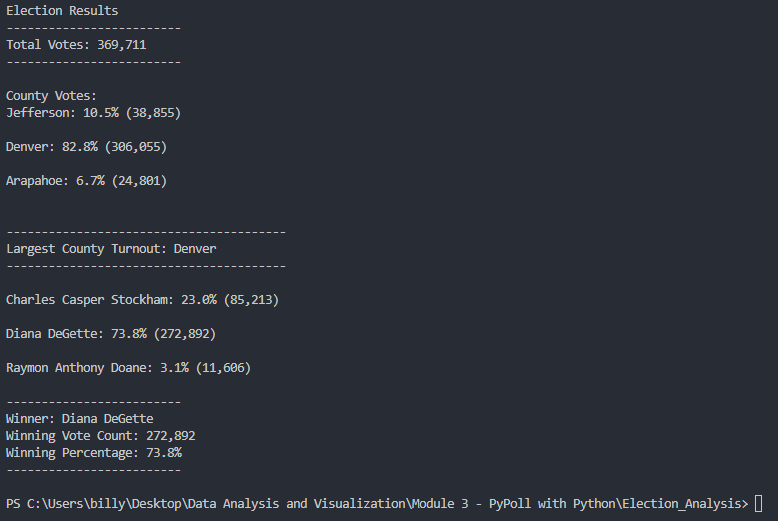 Election Results
-------------------------
Total Votes: 369,711
-------------------------
County Votes:
Jefferson: 10.5% (38,855)
Denver: 82.8% (306,055)
Arapahoe: 6.7% (24,801)
----------------------------------------
Largest County Turnout: Denver
----------------------------------------
Charles Casper Stockham: 23.0% (85,213)
Diana DeGette: 73.8% (272,892)
Raymon Anthony Doane: 3.1% (11,606)
-------------------------
Winner: Diana DeGette
Winning Vote Count: 272,892
Winning Percentage: 73.8%
-------------------------
PS C:\Users\billy\Desktop\Data Analysis and Visualization\Module 3 - PyPoll with Python\Election_Analysis>